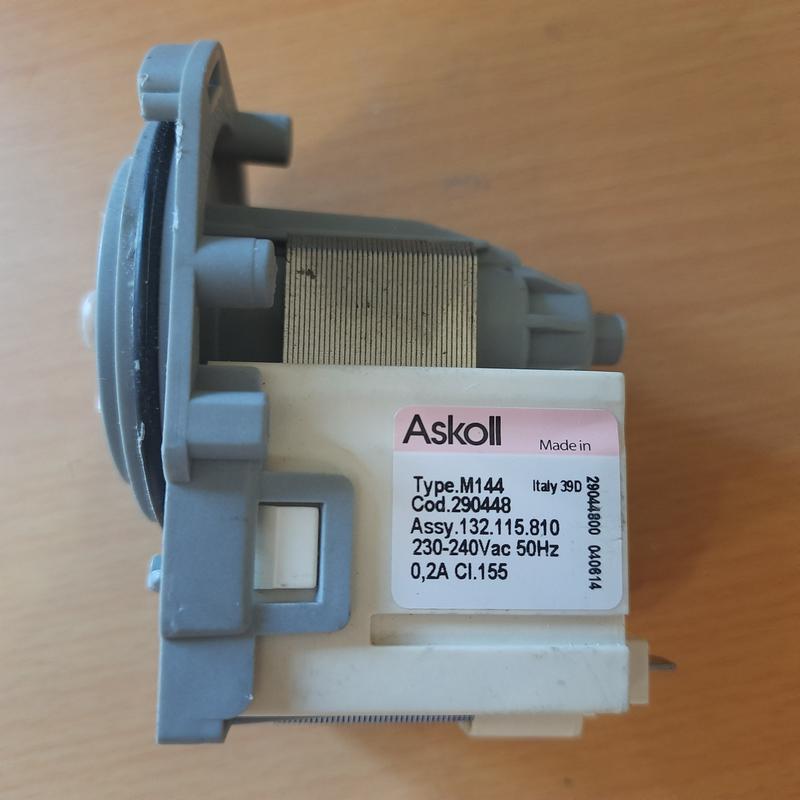 Askoll
Made in
Type.M144
Italy 39D
Cod.290448
Assy.132.115.810
230-240Vac 50Hz
0,2A Cl.155
29044800 040614